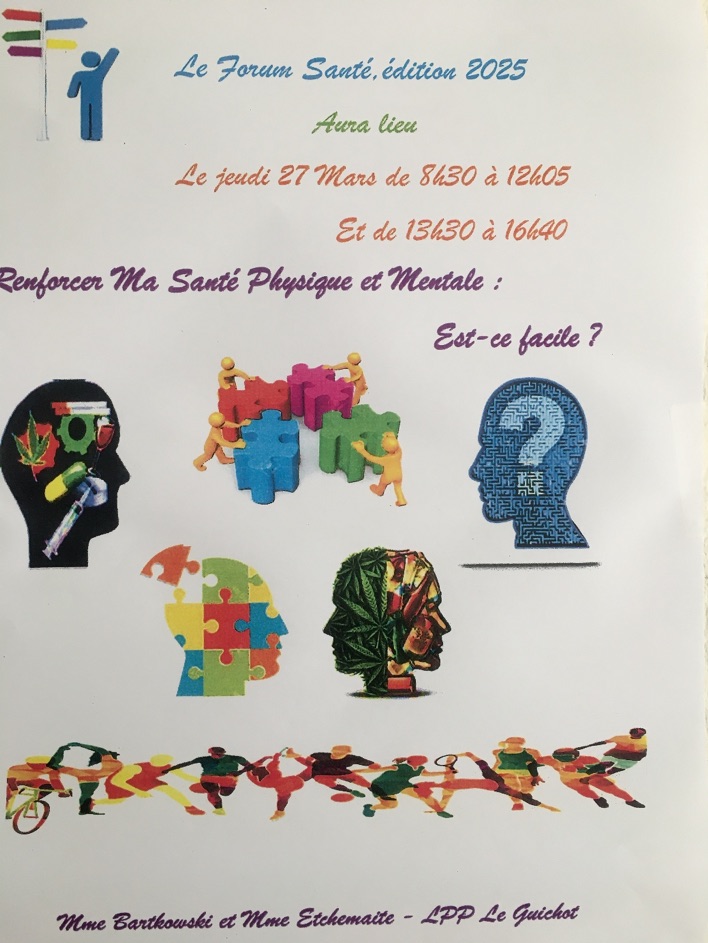 Le Forum Santé, édition 2025
Aura lieu
Le jeudi 27 Mars de 8h30 à 12h05
Et de 13h30 à 16h40
Renforcer Ma Santé Physique et Mentale :
Est-ce facile ?
Mme Bartkowski et Mme Etchemaite - LPP Le Guichot